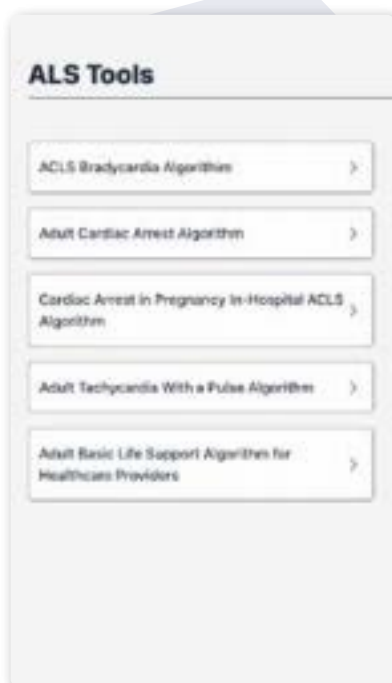 ALS Tools
ACLS Bradycardia Algorithim
Adult Cardiac Arrest Algorithm
Cardiac Arrest in Pregnancy In-Hospital ACLS
Algorithm
Adult Tachycardia With a Pulse Algorithm
Adult Basic Life Support Algorithm for
Healthcare Providers